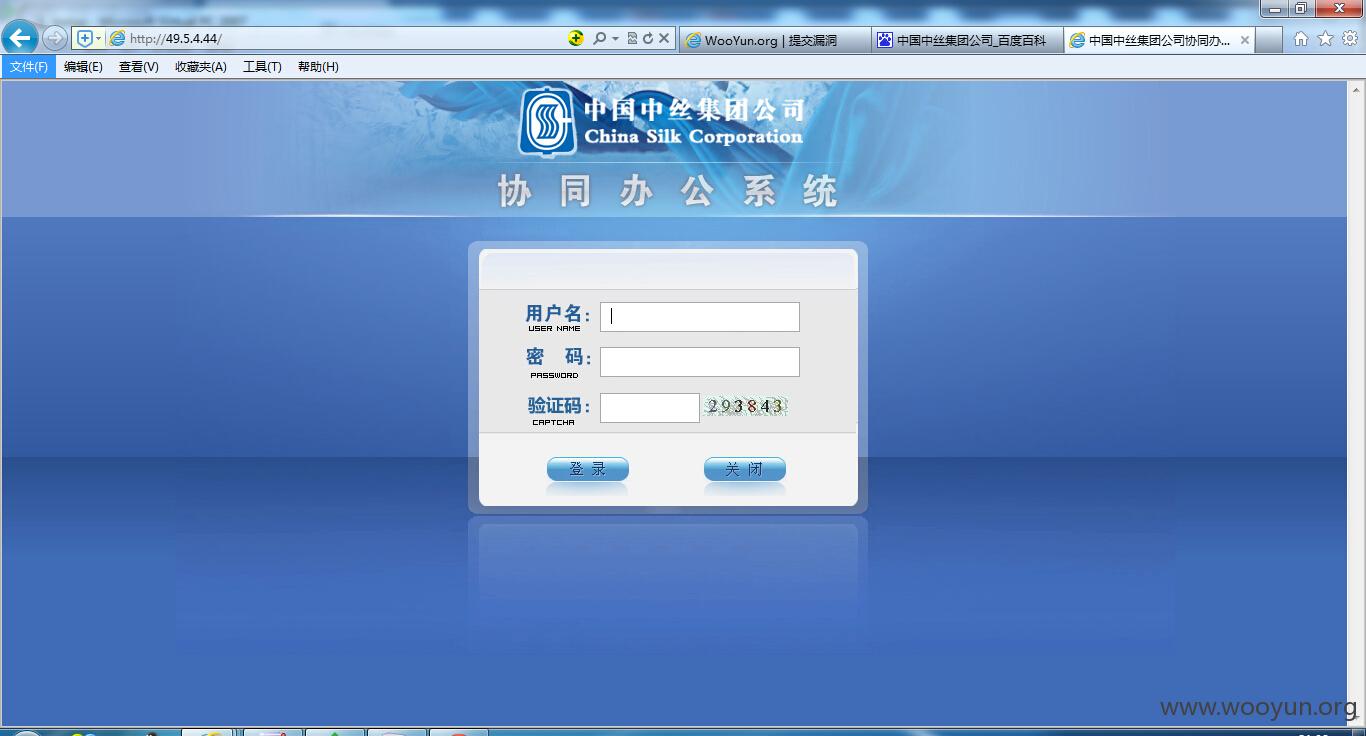 http://49.5.4.44/
WooYun.org | 提交漏洞
中国中丝集团公司_百度百科
中国中丝集团公司协同办...
文件(F) 编辑(E) 查看(V) 收藏夹(A) 工具(T) 帮助(H)
中国中丝集团公司
China Silk Corporation
协同办公系统
用户名：
USER NAME
密 码：
PASSWORD
验证码： 293843
CAPTCHA
登 录 关 闭
www.wooyun.org